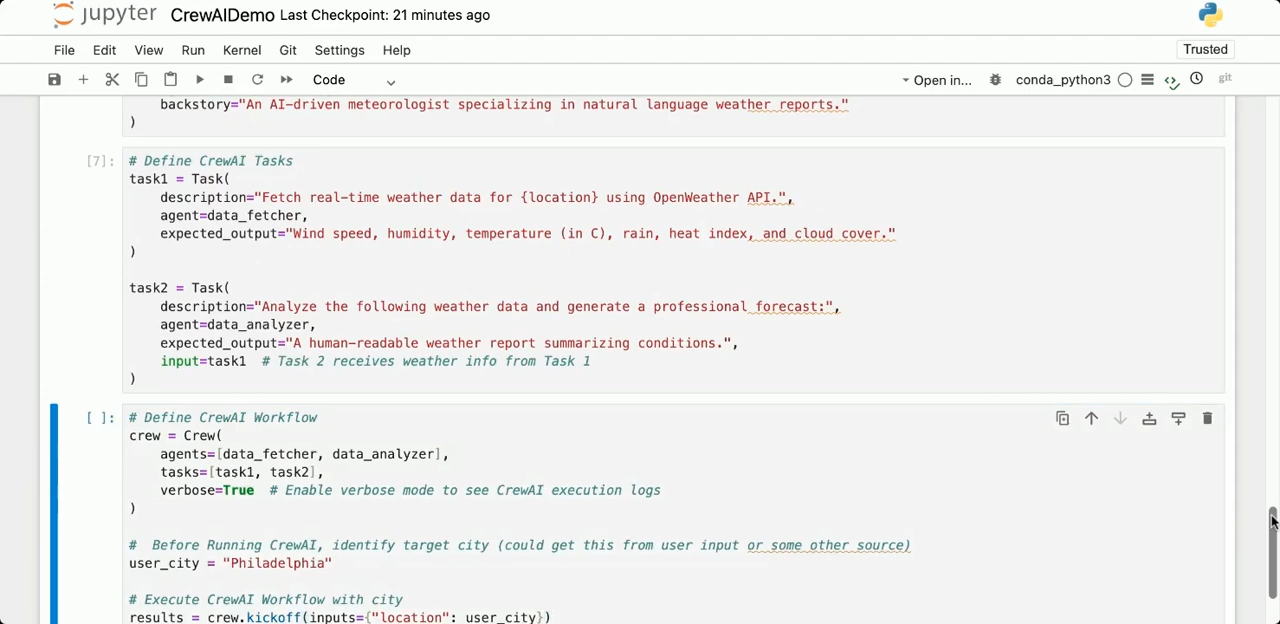 jupyter CrewAIDemo Last Checkpoint: 21 minutes ago
File Edit View Run Kernel Git Settings Help Trusted
Code Open in... conda_python3 git
backstory="An AI-driven meteorologist specializing in natural language weather reports."
)
[7]: # Define CrewAI Tasks
task1 = Task(
description="Fetch real-time weather data for {location} using OpenWeather API.",
agent=data_fetcher,
expected_output="Wind speed, humidity, temperature (in C), rain, heat index, and cloud cover."
)
task2 = Task(
description="Analyze the following weather data and generate a professional forecast:",
agent=data_analyzer,
expected_output="A human-readable weather report summarizing conditions.",
input=task1 # Task 2 receives weather info from Task 1
)
[ ]: # Define CrewAI Workflow
crew = Crew(
agents=[data_fetcher, data_analyzer],
tasks=[task1, task2],
verbose=True # Enable verbose mode to see CrewAI execution logs
)
# Before Running CrewAI, identify target city (could get this from user input or some other source)
user_city = "Philadelphia"
# Execute CrewAI Workflow with city
results = crew.kickoff(inputs={"location": user_city})